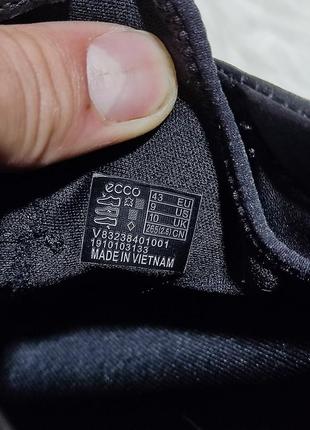 ecco
43 EU
9 US
10 UK
265(2.5) CN
V83238401001
1910103133
MADE IN VIETNAM